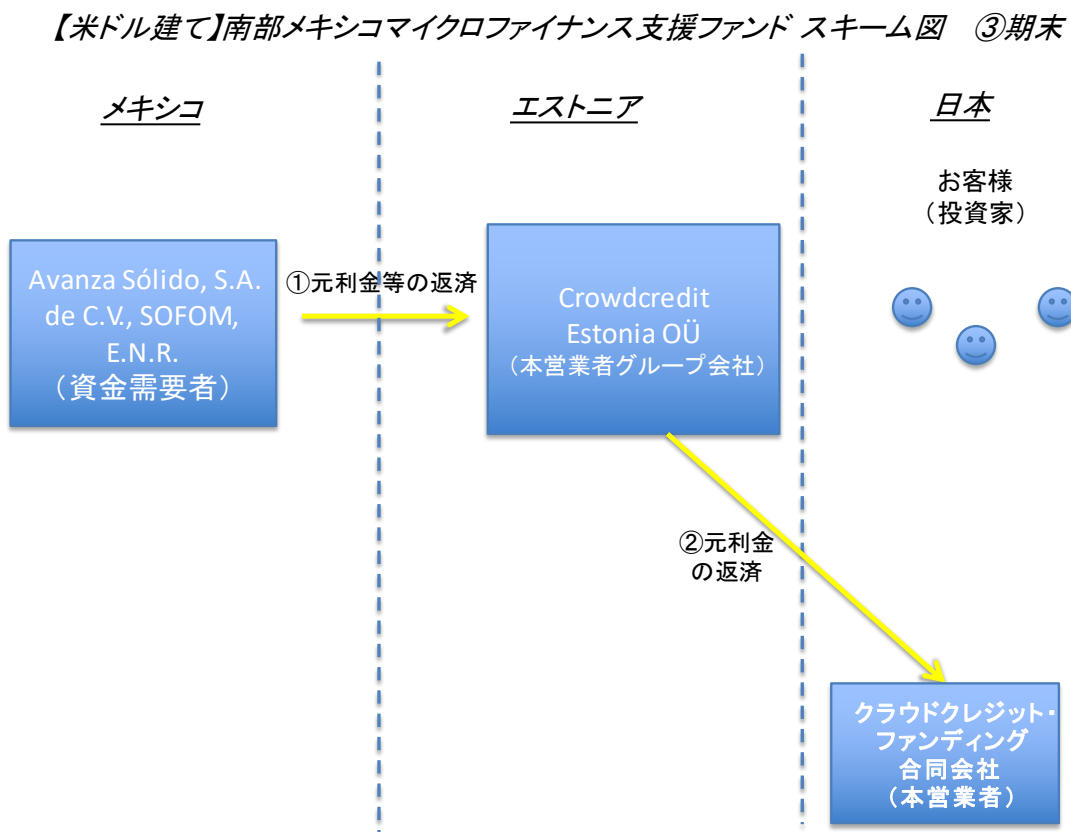 【米ドル建て】南部メキシコマイクロファイナンス支援ファンド スキーム図　③期末
メキシコ
エストニア
日本
お客様
（投資家）
Avanza Sólido, S.A.
de C.V., SOFOM,
E.N.R.
（資金需要者）
①元利金等の返済
Crowdcredit
Estonia OÜ
（本営業者グループ会社）
②元利金
の返済
クラウドクレジット・
ファンディング
合同会社
（本営業者）